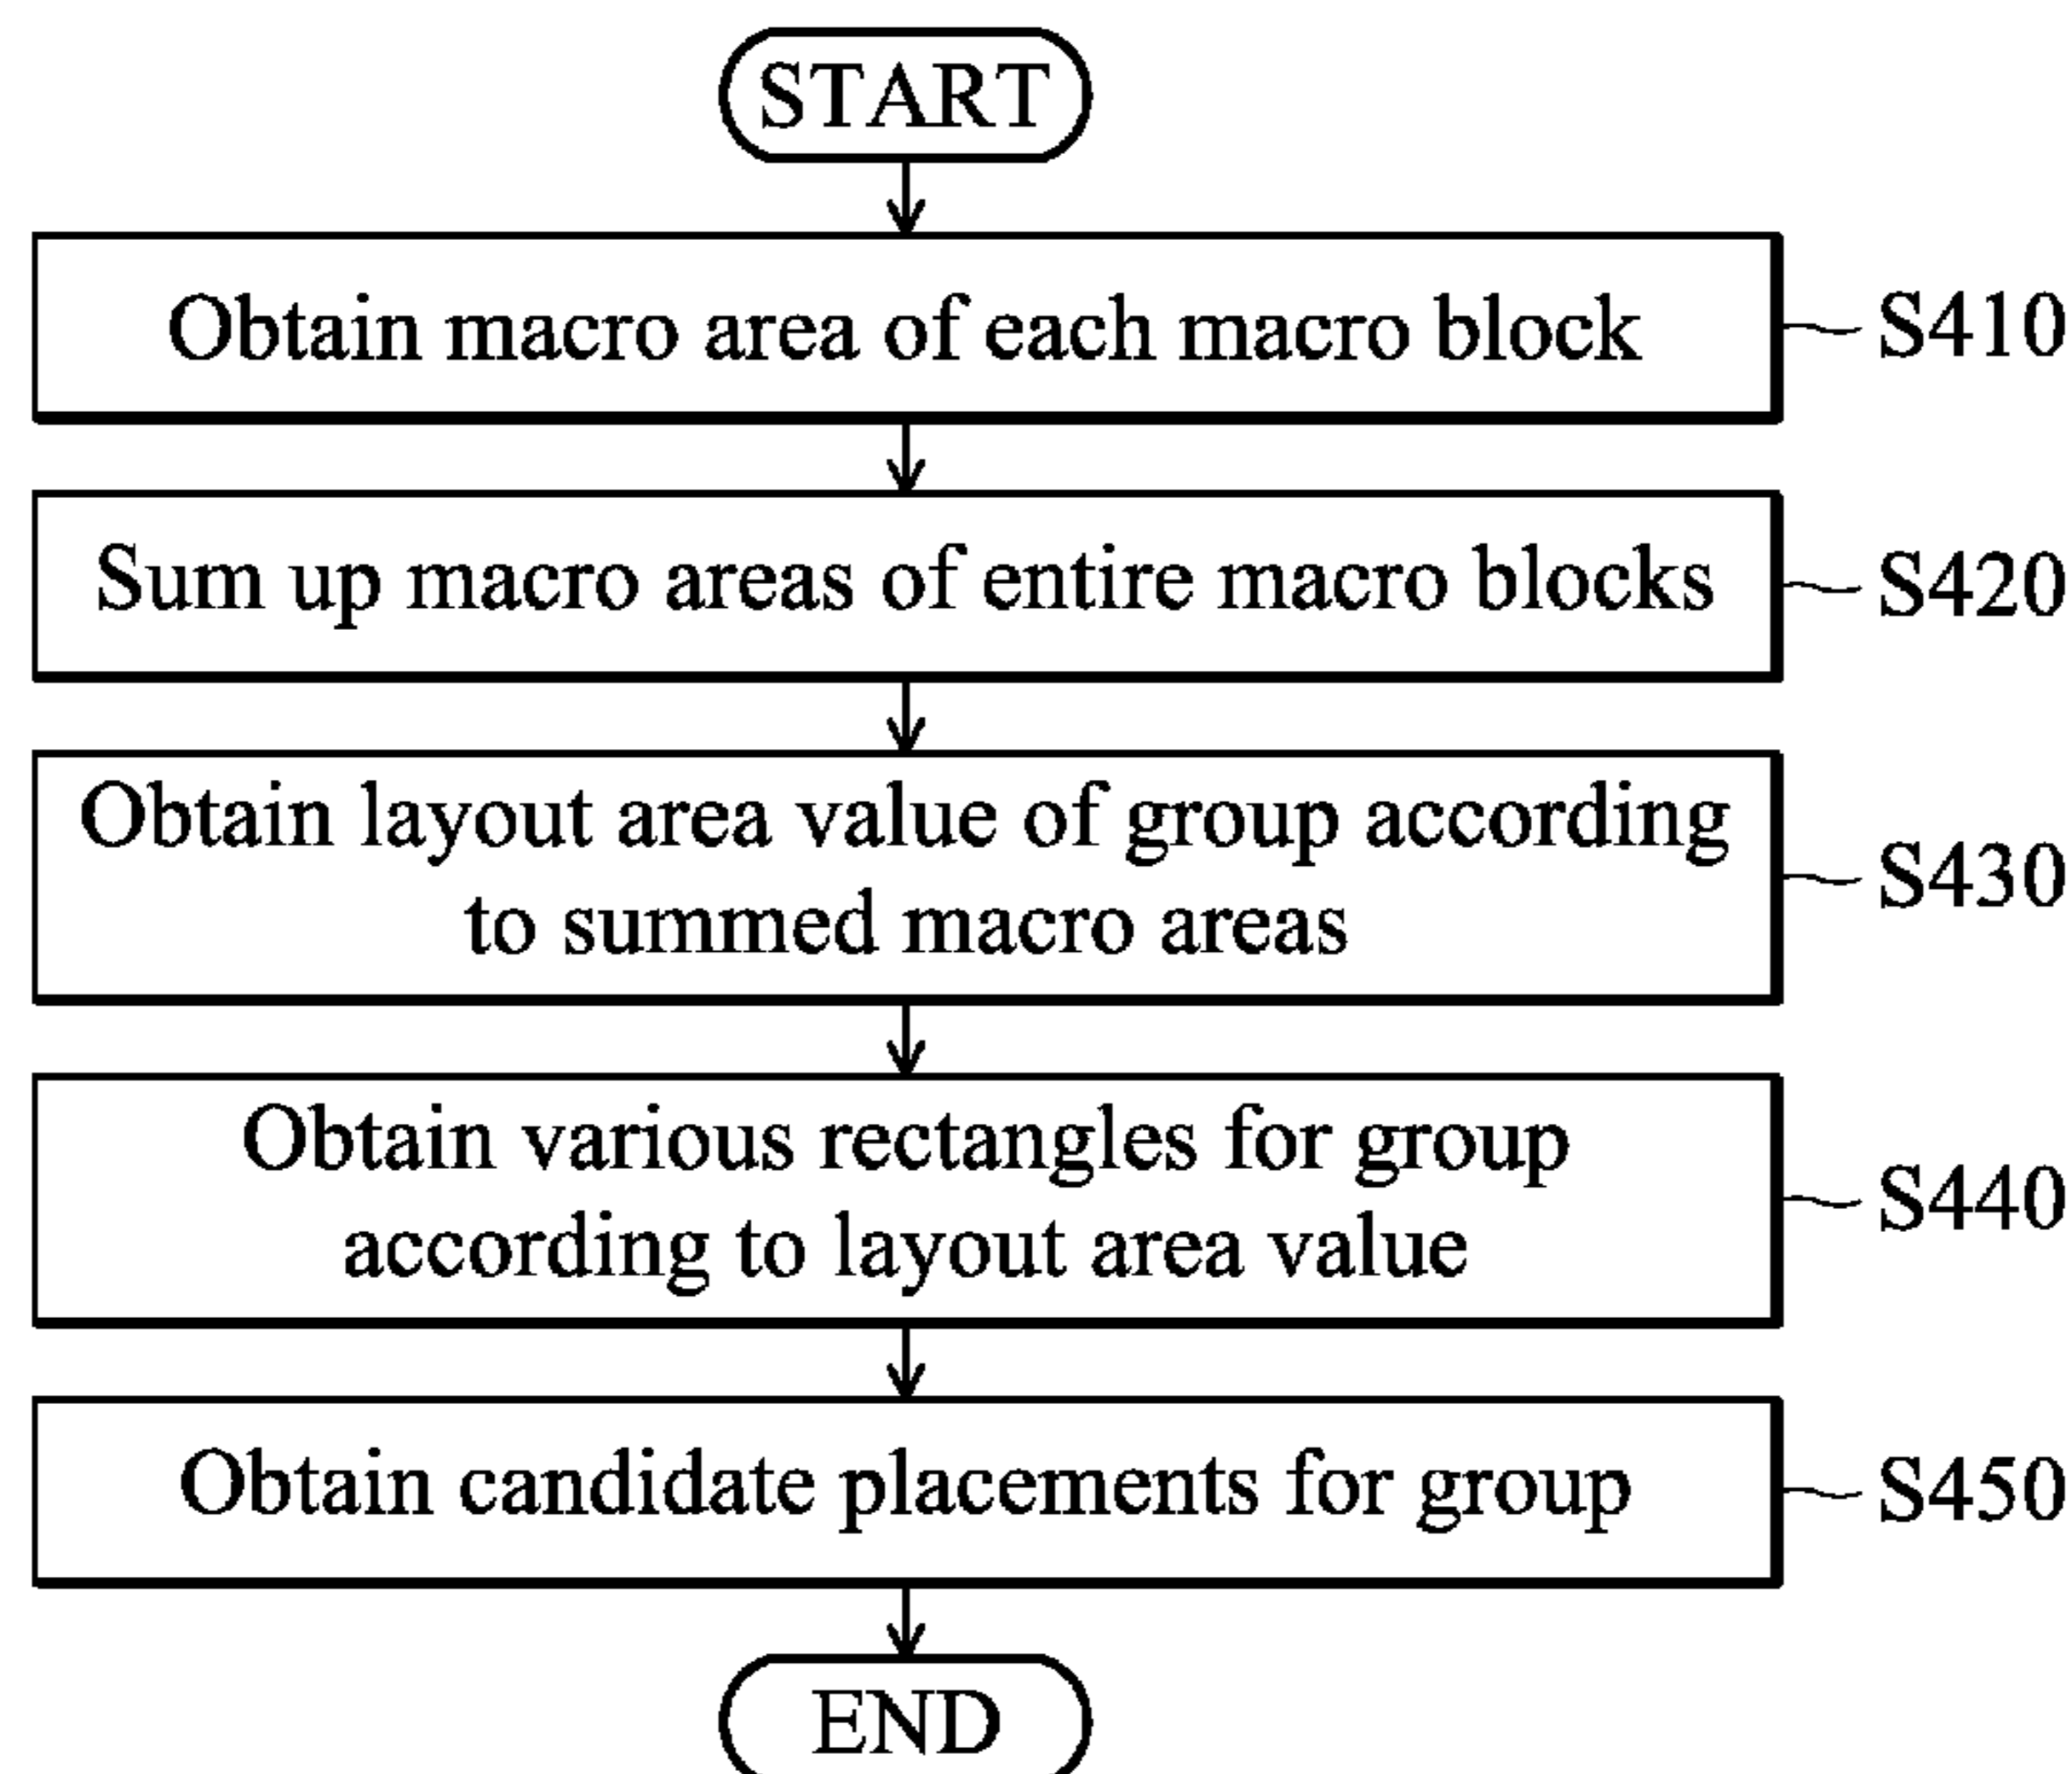 START
Obtain macro area of each macro block
S410
Sum up macro areas of entire macro blocks
S420
Obtain layout area value of group according
to summed macro areas
S430
Obtain various rectangles for group
according to layout area value
S440
Obtain candidate placements for group
S450
END